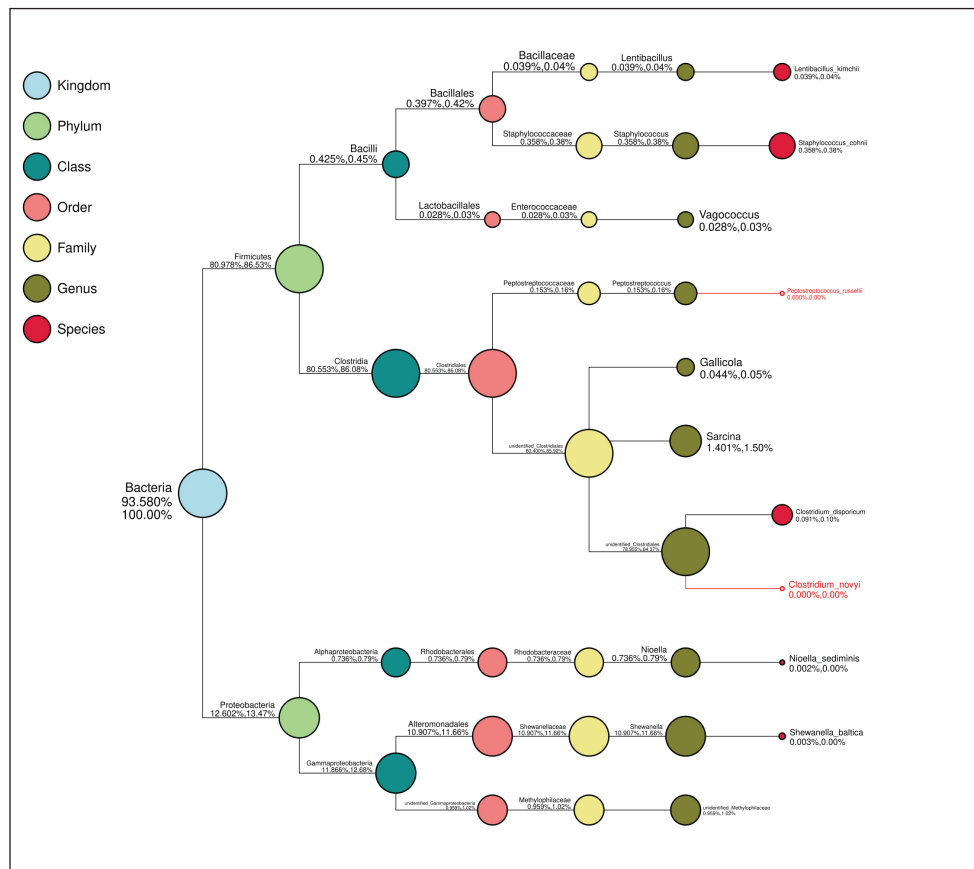 Kingdom
Phylum
Class
Order
Family
Genus
Species
Bacteria
93.580%
100.00%
Firmicutes
80.978%,86.53%
Bacilli
0.425%,0.45%
Bacillales
0.397%,0.42%
Bacillaceae
0.039%,0.04%
Lentibacillus
0.039%,0.04%
Lentibacillus_kimchii
0.039%,0.04%
Staphylococcaceae
0.358%,0.38%
Staphylococcus
0.358%,0.38%
Staphylococcus_cohnii
0.358%,0.38%
Lactobacillales
0.028%,0.03%
Enterococcaceae
0.028%,0.03%
Vagococcus
0.028%,0.03%
Clostridia
80.553%,86.08%
Clostridiales
80.553%,86.08%
Peptostreptococcaceae
0.153%,0.16%
Peptostreptococcus
0.153%,0.16%
Peptostreptococcus_russellii
0.000%,0.00%
unidentified_Clostridiales
80.400%,85.92%
Gallicola
0.044%,0.05%
Sarcina
1.401%,1.50%
unidentified_Clostridiales
78.955%,84.37%
Clostridium_disporicum
0.091%,0.10%
Clostridium_novyi
0.000%,0.00%
Proteobacteria
12.602%,13.47%
Alphaproteobacteria
0.736%,0.79%
Rhodobacterales
0.736%,0.79%
Rhodobacteraceae
0.736%,0.79%
Nioella
0.736%,0.79%
Nioella_sediminis
0.002%,0.00%
Gammaproteobacteria
11.866%,12.68%
Alteromonadales
10.907%,11.66%
Shewanellaceae
10.907%,11.66%
Shewanella
10.907%,11.66%
Shewanella_baltica
0.003%,0.00%
unidentified_Gammaproteobacteria
0.959%,1.02%
Methylophilaceae
0.959%,1.02%
unidentified_Methylophilaceae
0.959%,1.02%